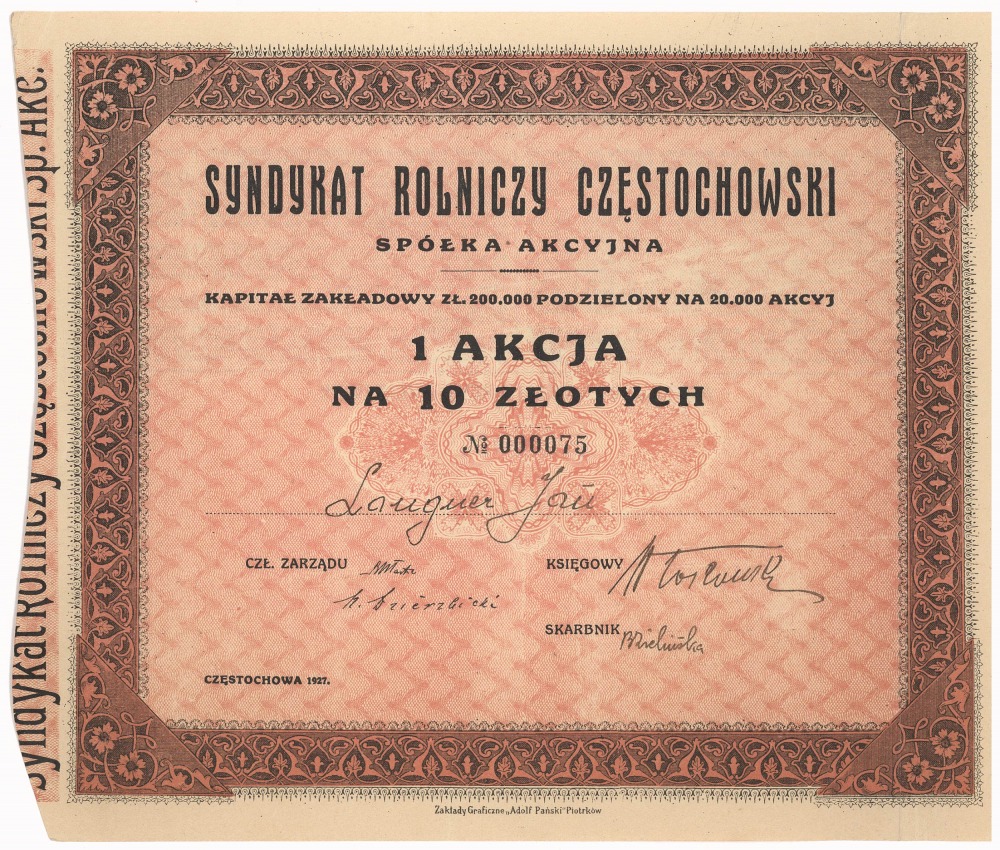 SYNDYKAT ROLNICZY CZĘSTOCHOWSKI
SPÓŁKA AKCYJNA
KAPITAŁ ZAKŁADOWY ZŁ. 200.000 PODZIELONY NA 20.000 AKCYJ
1 AKCJA
NA 10 ZŁOTYCH
№ 000075
Langner Jan
CZŁ. ZARZĄDU
KSIĘGOWY
SKARBNIK
CZĘSTOCHOWA 1927.
Zakłady Graficzne „Adolf Pański” Piotrków
Syndykat Rolniczy Częstochowski Sp. Akc.